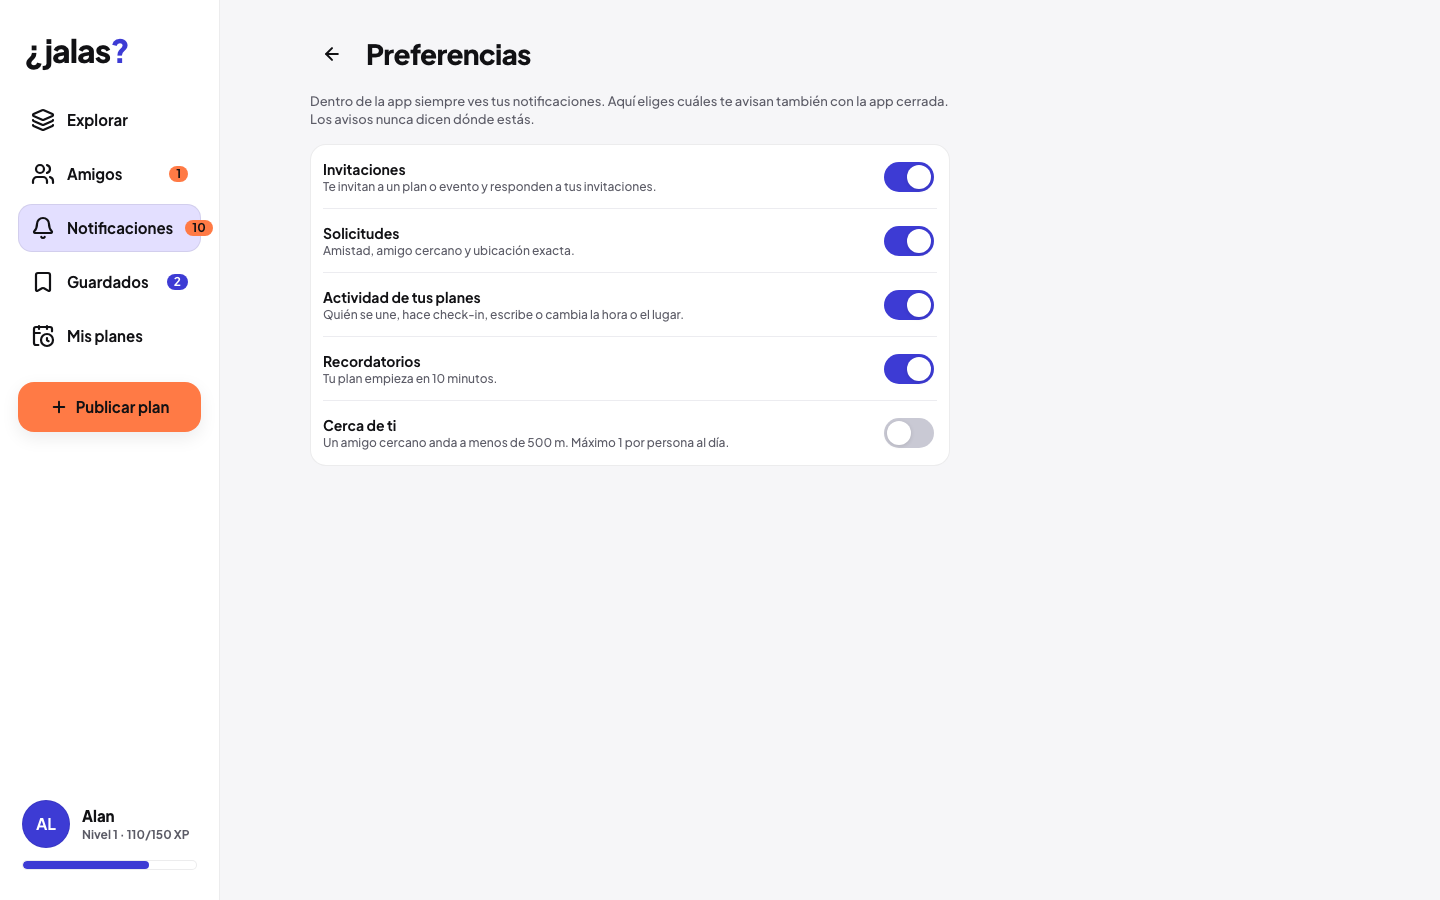 ¿jalas?
Explorar
Amigos 1
Notificaciones 10
Guardados 2
Mis planes
+ Publicar plan
AL
Alan
Nivel 1 · 110/150 XP
Preferencias
Dentro de la app siempre ves tus notificaciones. Aquí eliges cuáles te avisan también con la app cerrada.
Los avisos nunca dicen dónde estás.
Invitaciones
Te invitan a un plan o evento y responden a tus invitaciones.
Solicitudes
Amistad, amigo cercano y ubicación exacta.
Actividad de tus planes
Quién se une, hace check-in, escribe o cambia la hora o el lugar.
Recordatorios
Tu plan empieza en 10 minutos.
Cerca de ti
Un amigo cercano anda a menos de 500 m. Máximo 1 por persona al día.